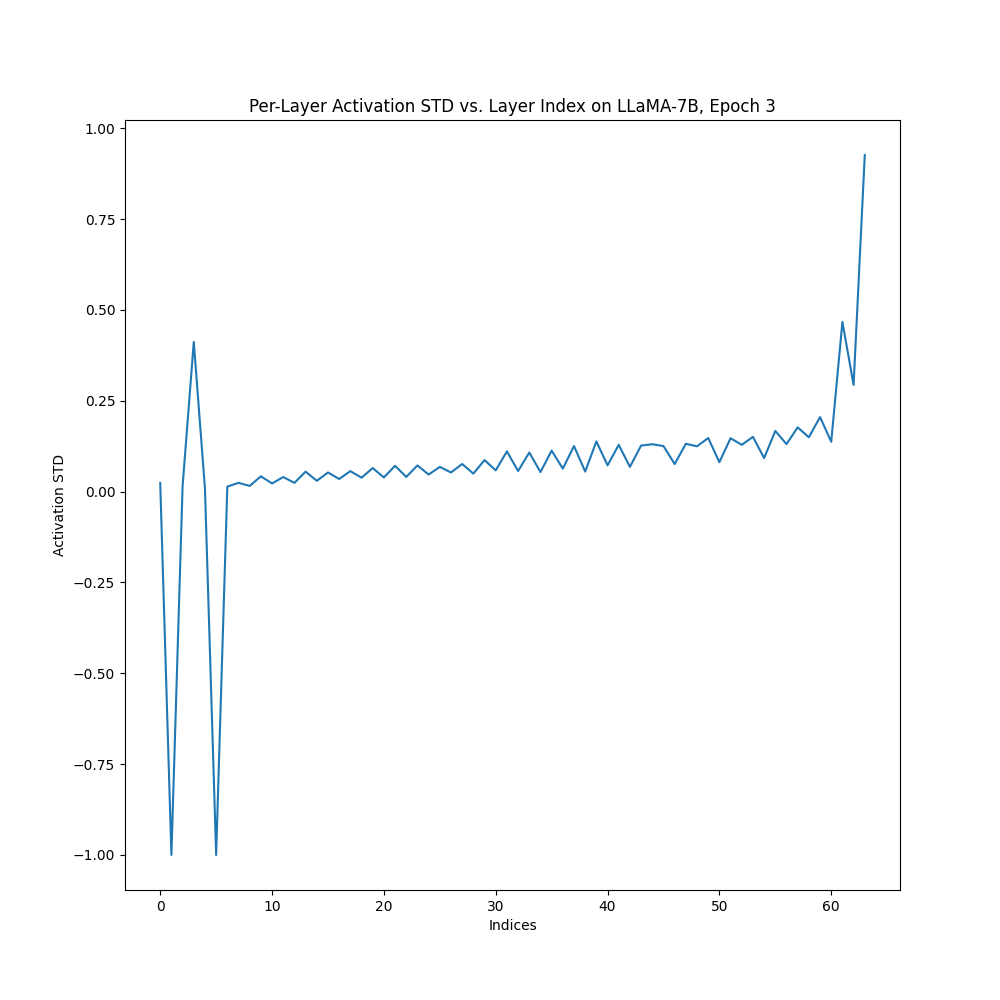 Per-Layer Activation STD vs. Layer Index on LLaMA-7B, Epoch 3
1.00
0.75
0.50
0.25
0.00
−0.25
−0.50
−0.75
−1.00
Activation STD
0 10 20 30 40 50 60
Indices